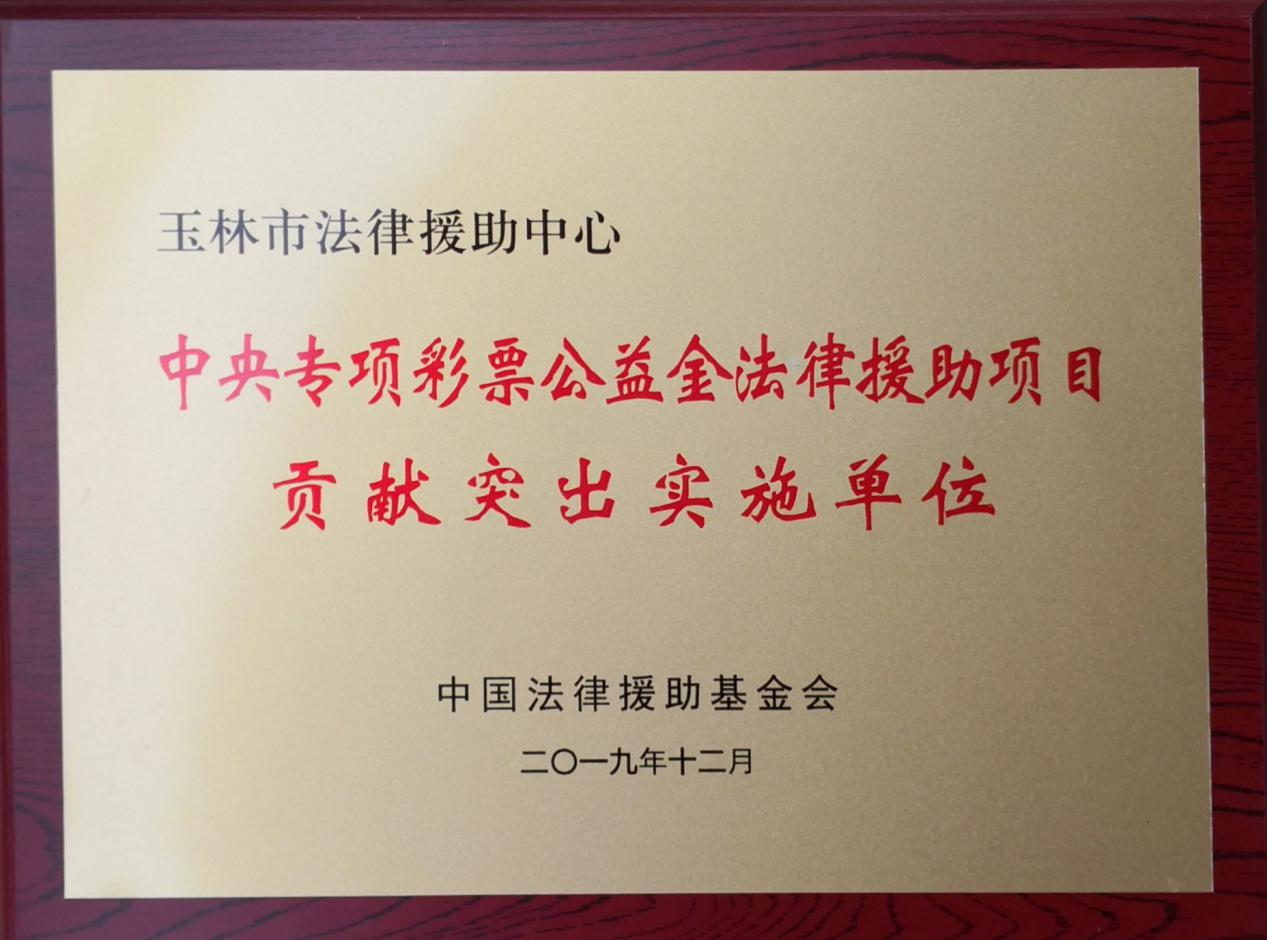 玉林市法律援助中心
中央专项彩票公益金法律援助项目
贡献突出实施单位
中国法律援助基金会
二〇一九年十二月